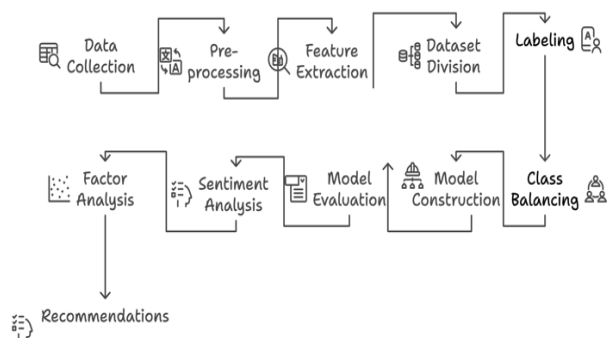 Data
Collection
Pre-
processing
Feature
Extraction
Dataset
Division
Labeling
Factor
Analysis
Sentiment
Analysis
Model
Evaluation
Model
Construction
Class
Balancing
Recommendations